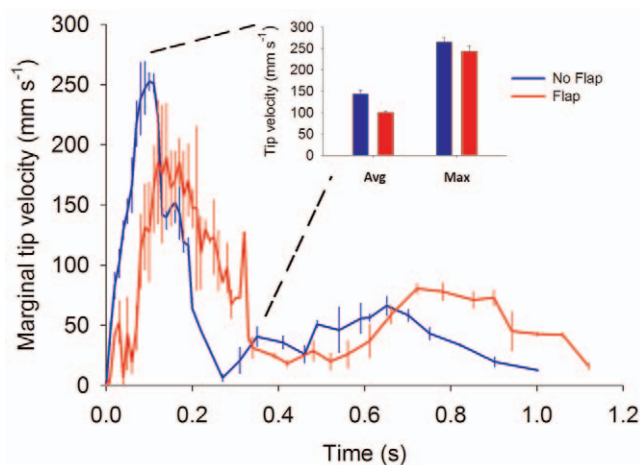 300
250
200
150
100
50
0
Marginal tip velocity (mm s⁻¹)
0.0 0.2 0.4 0.6 0.8 1.0 1.2
Time (s)
300
250
200
150
100
50
0
Tip velocity (mm s⁻¹)
Avg Max
No Flap
Flap